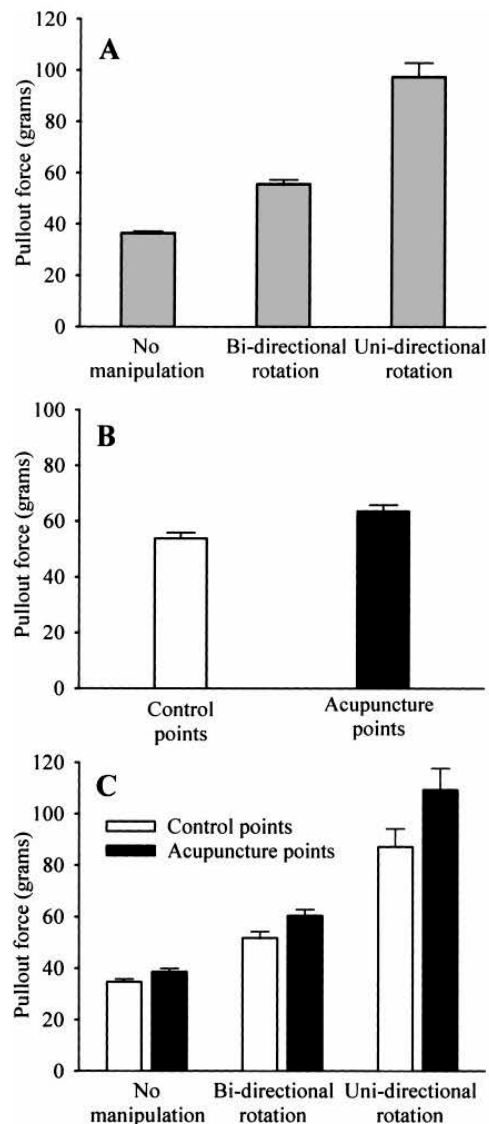 A
Pullout force (grams)
120
100
80
60
40
20
0
No
manipulation
Bi-directional
rotation
Uni-directional
rotation
B
Pullout force (grams)
100
80
60
40
20
0
Control
points
Acupuncture
points
C
Pullout force (grams)
120
100
80
60
40
20
0
Control points
Acupuncture points
No
manipulation
Bi-directional
rotation
Uni-directional
rotation